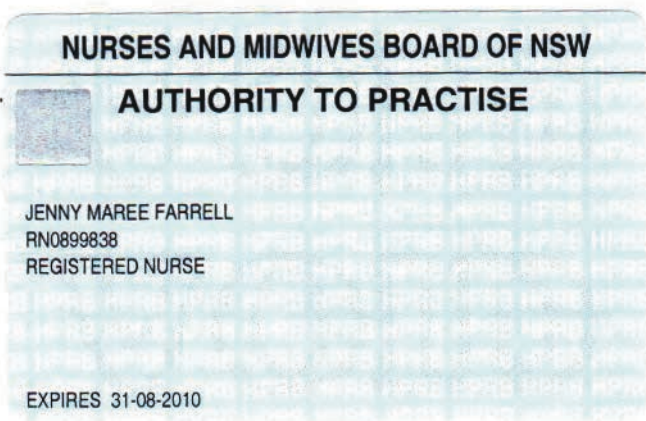 NURSES AND MIDWIVES BOARD OF NSW
AUTHORITY TO PRACTISE
JENNY MAREE FARRELL
RN0899838
REGISTERED NURSE
EXPIRES 31-08-2010